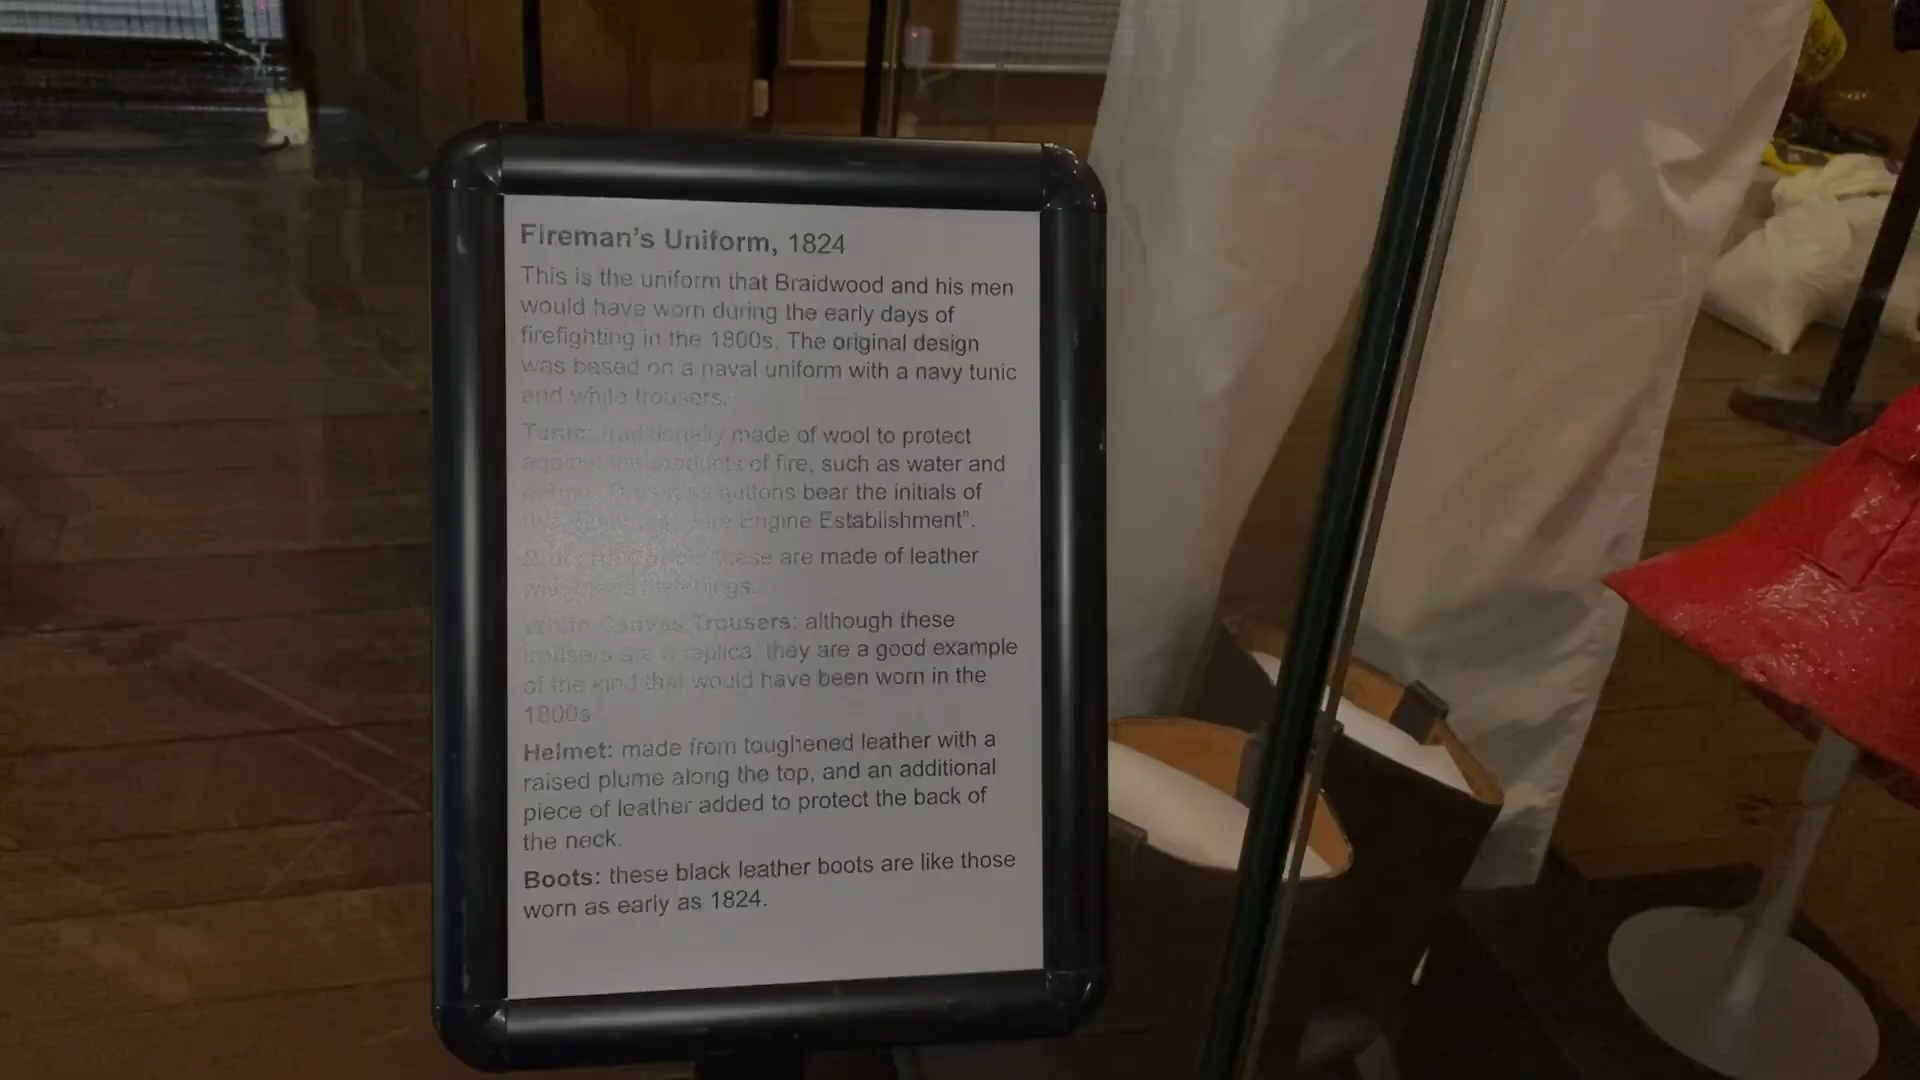 Fireman's Uniform, 1824
This is the uniform that Braidwood and his men
would have worn during the early days of
firefighting in the 1900s. The original design
was based on a naval uniform with a navy tunic
and white trousers.
Tunic: traditionally made of wool to protect
against the products of fire, such as water and
buttons bear the initials of
Fire Engine Establishment".
these are made of leather
White Canvas Trousers: although these
trousers are a replica, they are a good example
of the kind that would have been worn in the
1800s
Helmet: made from toughened leather with a
raised plume along the top, and an additional
piece of leather added to protect the back of
the neck.
Boots: these black leather boots are like those
worn as early as 1824.